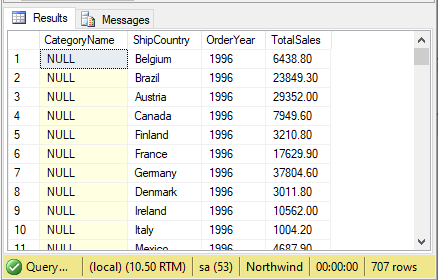 Results Messages
CategoryName ShipCountry OrderYear TotalSales
1 NULL Belgium 1996 6438.80
2 NULL Brazil 1996 23849.30
3 NULL Austria 1996 29352.00
4 NULL Canada 1996 7949.60
5 NULL Finland 1996 3210.80
6 NULL France 1996 17629.90
7 NULL Germany 1996 37804.60
8 NULL Denmark 1996 3011.80
9 NULL Ireland 1996 10562.00
10 NULL Italy 1996 1004.20
11 NULL Mexico 1996 4687.90
Query... (local) (10.50 RTM) sa (53) Northwind 00:00:00 707 rows